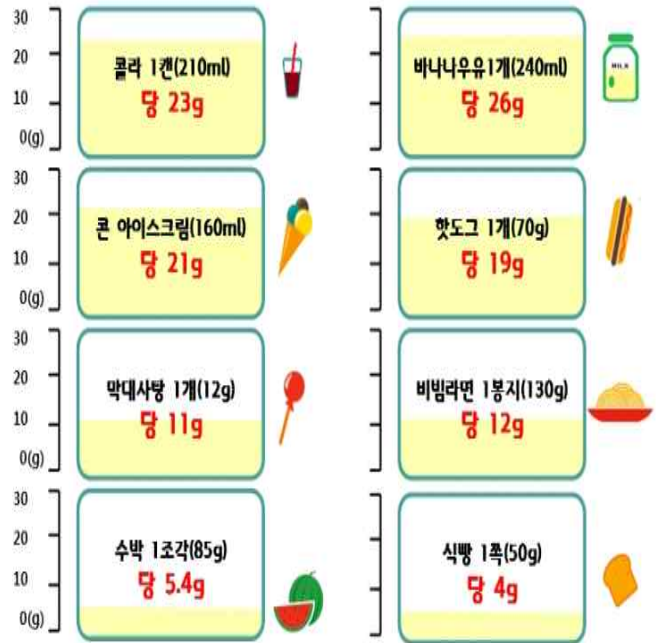 30
20
10
0(g)
콜라 1캔(210ml)
당 23g
30
20
10
0(g)
바나나우유1개(240ml)
당 26g
MILK
30
20
10
0(g)
콘 아이스크림(160ml)
당 21g
30
20
10
0(g)
핫도그 1개(70g)
당 19g
30
20
10
0(g)
막대사탕 1개(12g)
당 11g
30
20
10
0(g)
비빔라면 1봉지(130g)
당 12g
30
20
10
0(g)
수박 1조각(85g)
당 5.4g
30
20
10
0(g)
식빵 1쪽(50g)
당 4g